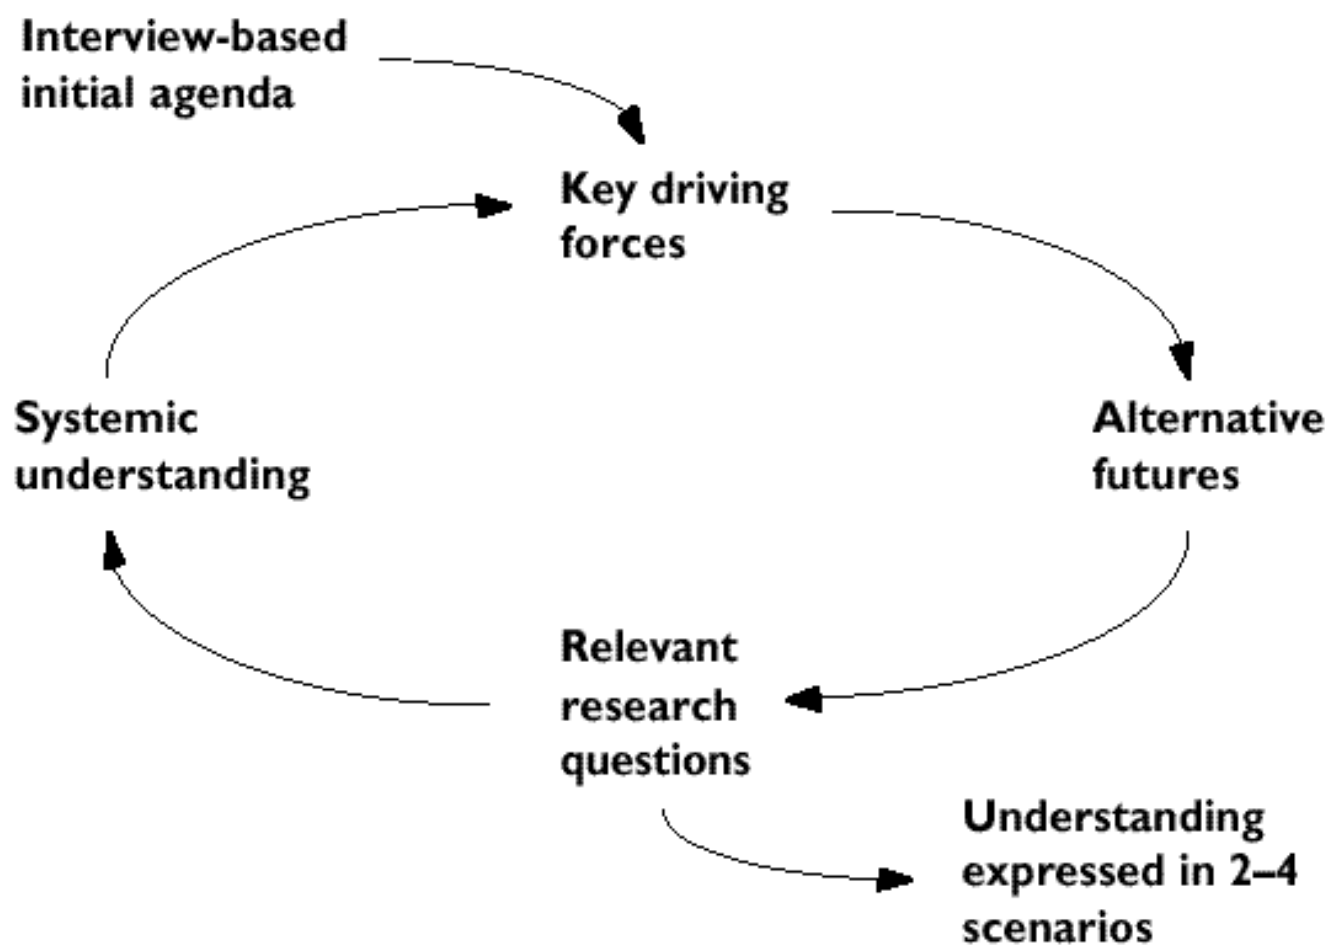 Interview-based
initial agenda
Key driving
forces
Systemic
understanding
Alternative
futures
Relevant
research
questions
Understanding
expressed in 2–4
scenarios